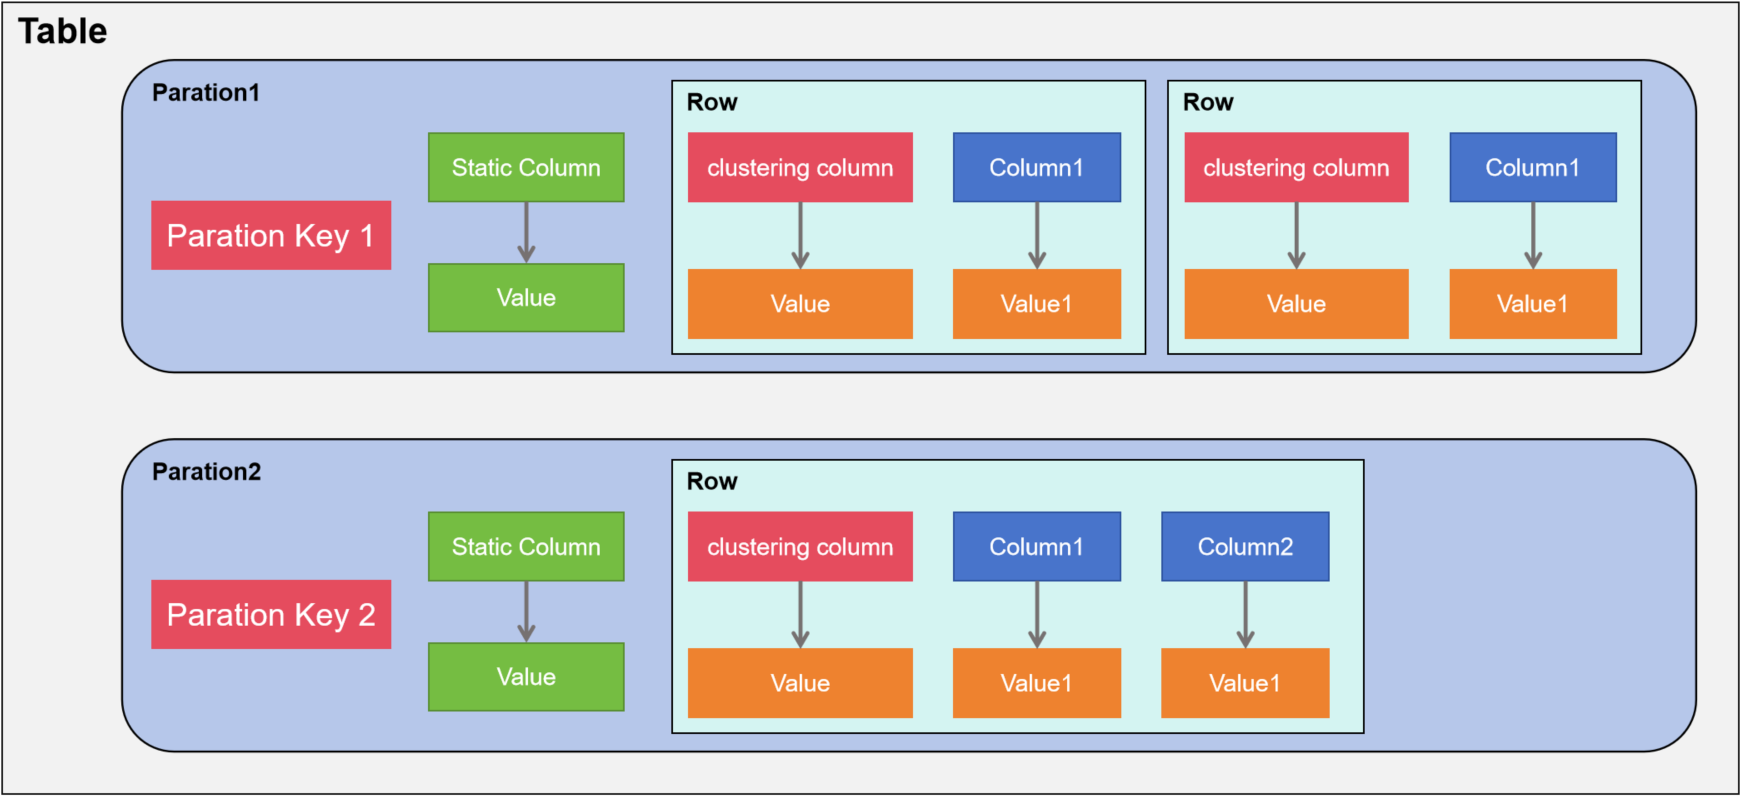 Table
Paration1
Paration Key 1
Static Column
Value
Row
clustering column
Column1
Value
Value1
Row
clustering column
Column1
Value
Value1
Paration2
Paration Key 2
Static Column
Value
Row
clustering column
Column1
Column2
Value
Value1
Value1